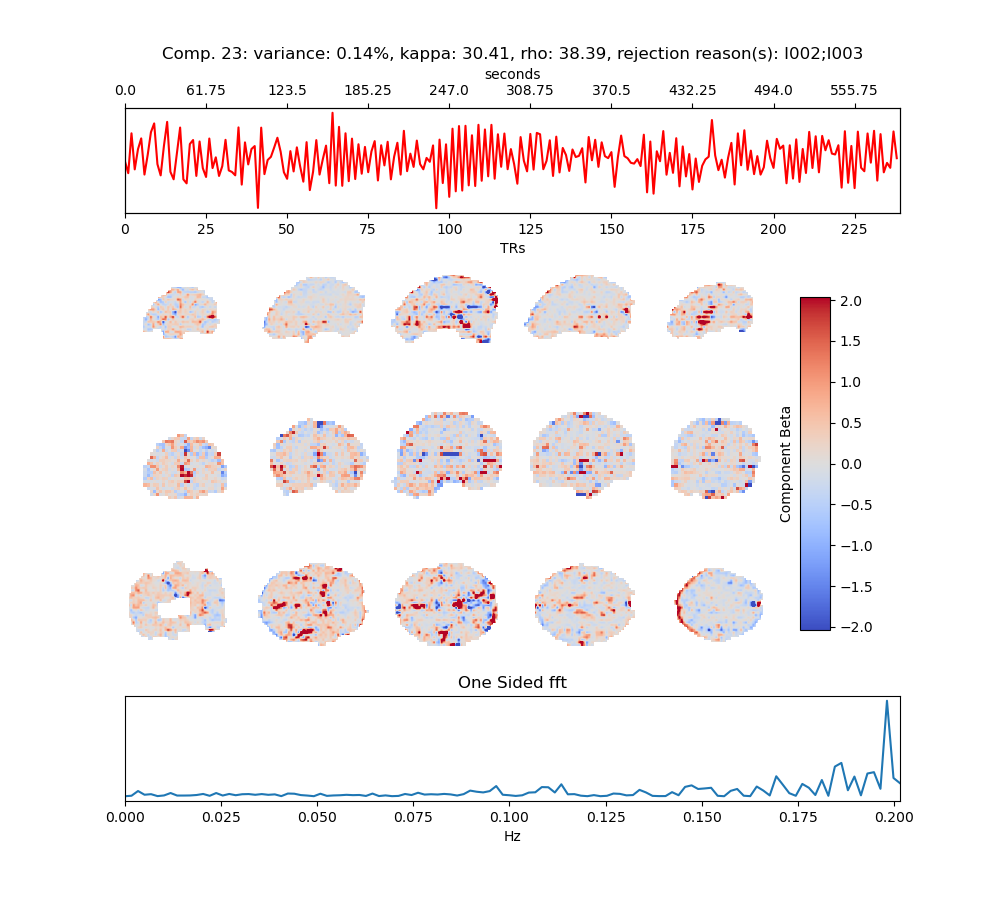 Comp. 23: variance: 0.14%, kappa: 30.41, rho: 38.39, rejection reason(s): I002;I003
seconds
0.0 61.75 123.5 185.25 247.0 308.75 370.5 432.25 494.0 555.75
0 25 50 75 100 125 150 175 200 225
TRs
2.0
1.5
1.0
0.5
0.0
−0.5
−1.0
−1.5
−2.0
Component Beta
One Sided fft
0.000 0.025 0.050 0.075 0.100 0.125 0.150 0.175 0.200
Hz